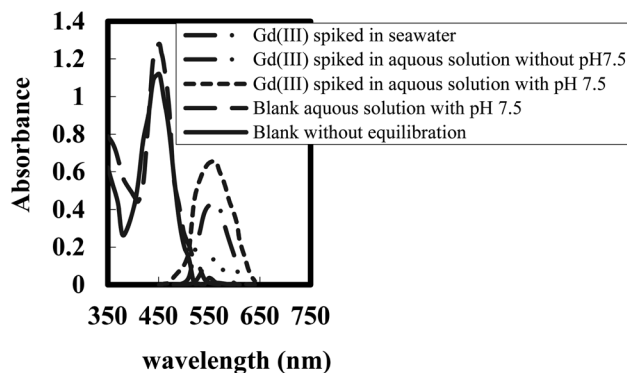 1.4
1.2
1
0.8
0.6
0.4
0.2
0
Absorbance
Gd(III) spiked in seawater
Gd(III) spiked in aqueous solution without pH7.5
Gd(III) spiked in aqueous solution with pH 7.5
Blank aquous solution with pH 7.5
Blank without equilibration
350 450 550 650 750
wavelength (nm)